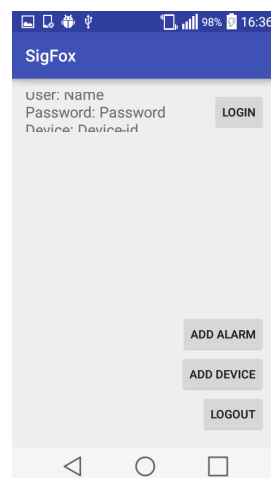 98% 16:36
SigFox
User: Name
Password: Password
Device: Device-id
LOGIN
ADD ALARM
ADD DEVICE
LOGOUT